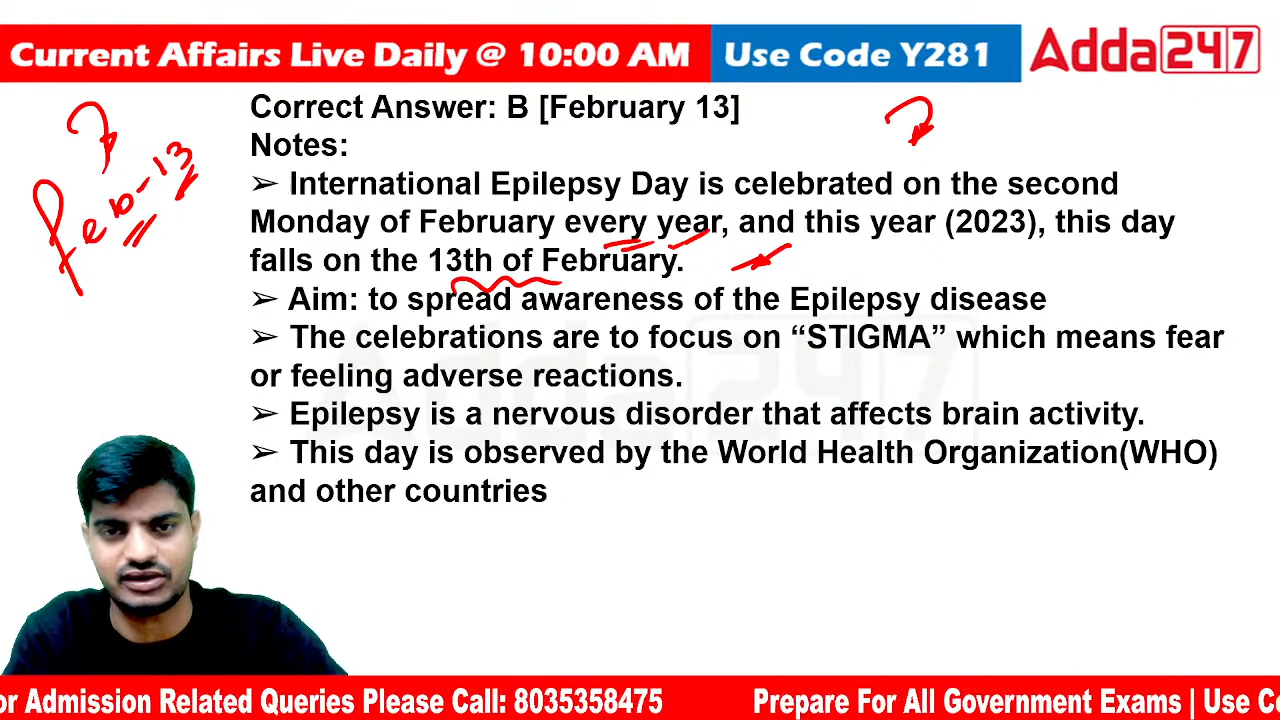 Current Affairs Live Daily @ 10:00 AM
Use Code Y281
Adda247
Correct Answer: B [February 13]
Notes:
➢ International Epilepsy Day is celebrated on the second
Monday of February every year, and this year (2023), this day
falls on the 13th of February.
➢ Aim: to spread awareness of the Epilepsy disease
➢ The celebrations are to focus on “STIGMA” which means fear
or feeling adverse reactions.
➢ Epilepsy is a nervous disorder that affects brain activity.
➢ This day is observed by the World Health Organization(WHO)
and other countries
Feb-13
Adda247
or Admission Related Queries Please Call: 8035358475
Prepare For All Government Exams | Use Co